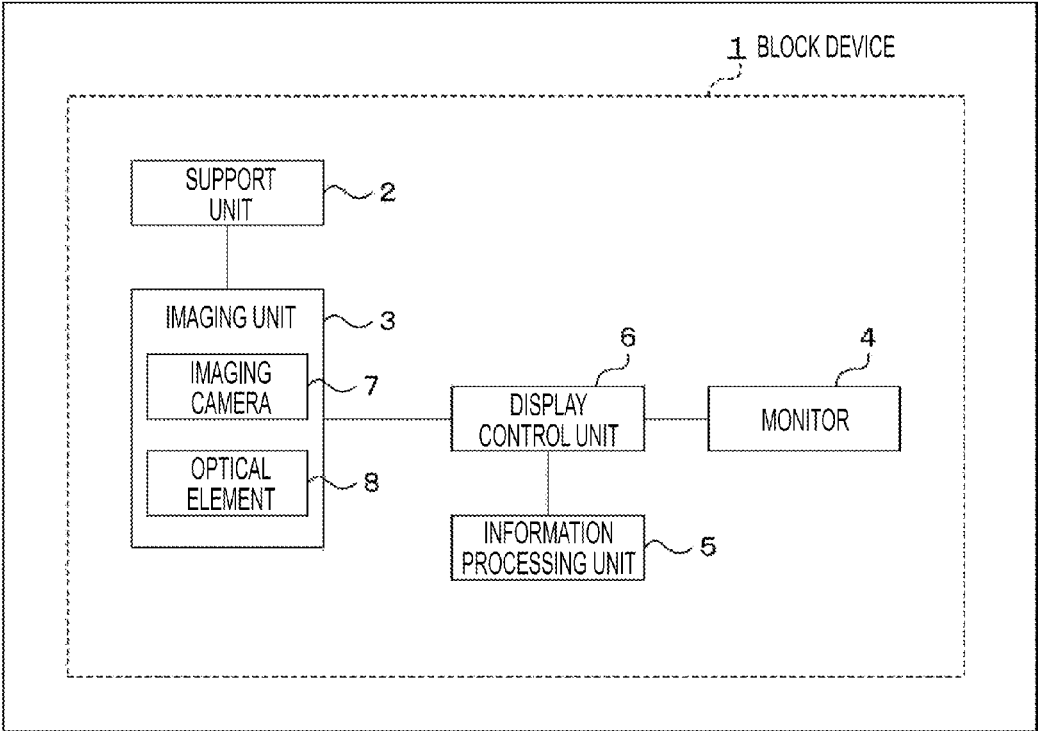 1 BLOCK DEVICE
SUPPORT
UNIT
2
IMAGING UNIT
3
IMAGING
CAMERA
7
OPTICAL
ELEMENT
8
6
DISPLAY
CONTROL UNIT
4
MONITOR
INFORMATION
PROCESSING UNIT
5